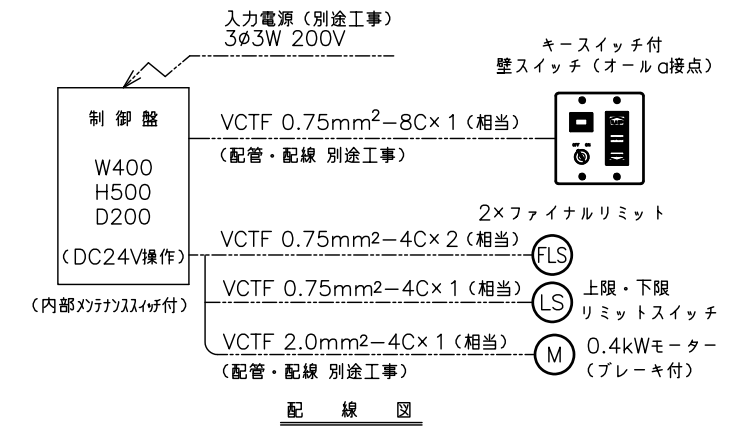 入力電源（別途工事）
3φ3W 200V
キースイッチ付
壁スイッチ（オールa接点）
制御盤
W400
H500
D200
（DC24V操作）
（内部メンテナンススイッチ付）
VCTF 0.75mm²−8C×1（相当）
（配管・配線 別途工事）
2×ファイナルリミット
VCTF 0.75mm2−4C×2（相当）
FLS
VCTF 0.75mm2−4C×1（相当）
LS
上限・下限
リミットスイッチ
VCTF 2.0mm2−4C×1（相当）
（配管・配線 別途工事）
M
0.4kWモーター
（ブレーキ付）
配線図